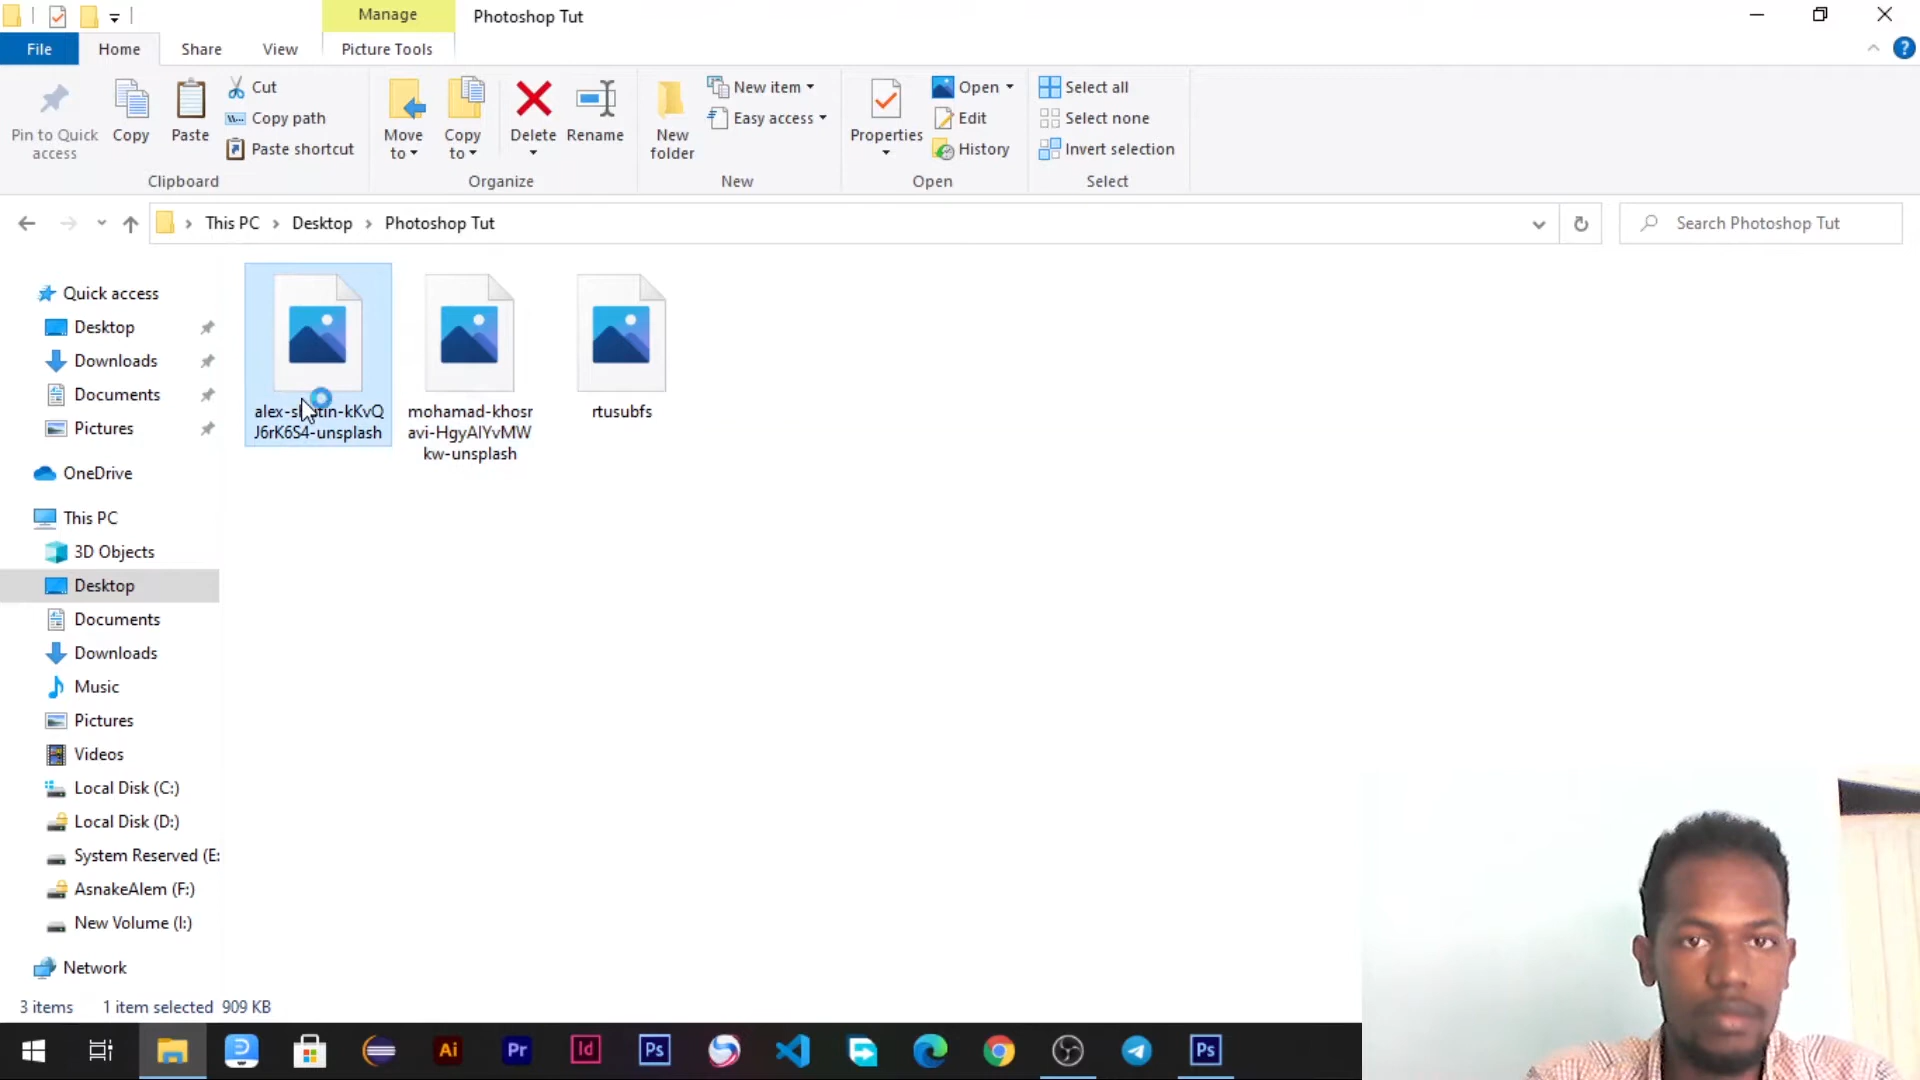 Manage
Photoshop Tut
File
Home
Share
View
Picture Tools
Pin to Quick
access
Copy
Paste
Cut
Copy path
Paste shortcut
Clipboard
Move
to
Copy
to
Delete
Rename
Organize
New
folder
New item
Easy access
New
Properties
Open
Edit
History
Open
Select all
Select none
Invert selection
Select
This PC
Desktop
Photoshop Tut
Search Photoshop Tut
Quick access
Desktop
Downloads
Documents
Pictures
OneDrive
This PC
3D Objects
Desktop
Documents
Downloads
Music
Pictures
Videos
Local Disk (C:)
Local Disk (D:)
System Reserved (E:
AsnakeAlem (F:)
New Volume (I:)
Network
J6rK6S4-unsplash
mohamad-khosr
avi-HgyAlYvMW
kw-unsplash
rtusubfs
3 items
1 item selected 909 KB
Ai
Pr
Id
Ps
Ps